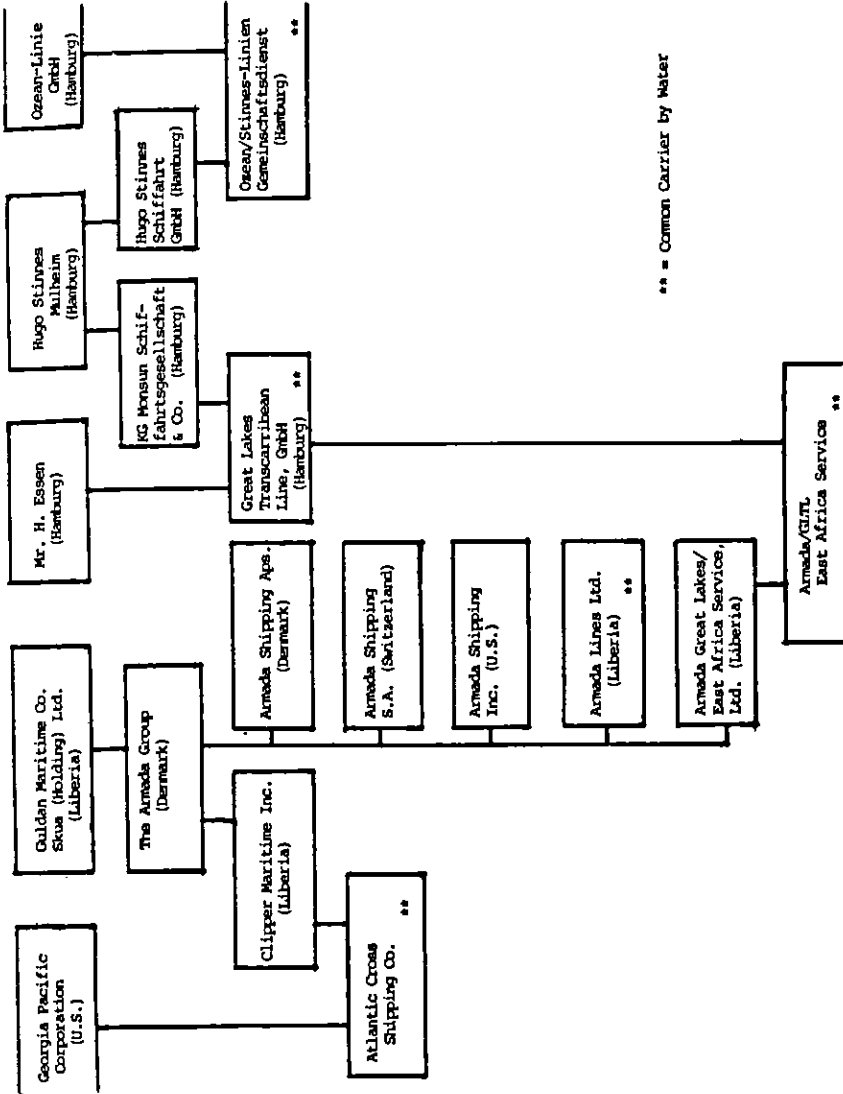 Georgia Pacific
Corporation
(U.S.)
Guldan Maritime Co.
Skua (Holding) Ltd.
(Liberia)
Mr. H. Essen
(Hamburg)
Hugo Stinnes
Mulheim
(Hamburg)
Ozean-Linie
GmbH
(Hamburg)
The Armada Group
(Denmark)
KG Monsun Schif-
fahrtsgesellschaft
& Co. (Hamburg)
Hugo Stinnes
Schiffahrt
GmbH (Hamburg)
Clipper Maritime Inc.
(Liberia)
Armada Shipping Aps.
(Denmark)
Great Lakes
Transcarribean
Line, GmbH
(Hamburg)
**
Ozean/Stinnes-Linien
Gemeinschaftsdienst
(Hamburg)
**
Atlantic Cross
Shipping Co.
**
Armada Shipping
S.A. (Switzerland)
Armada Shipping
Inc. (U.S.)
Armada Lines Ltd.
(Liberia)
**
Armada Great Lakes/
East Africa Service,
Ltd. (Liberia)
Armada/GLTL
East Africa Service
**
** = Common Carrier by Water